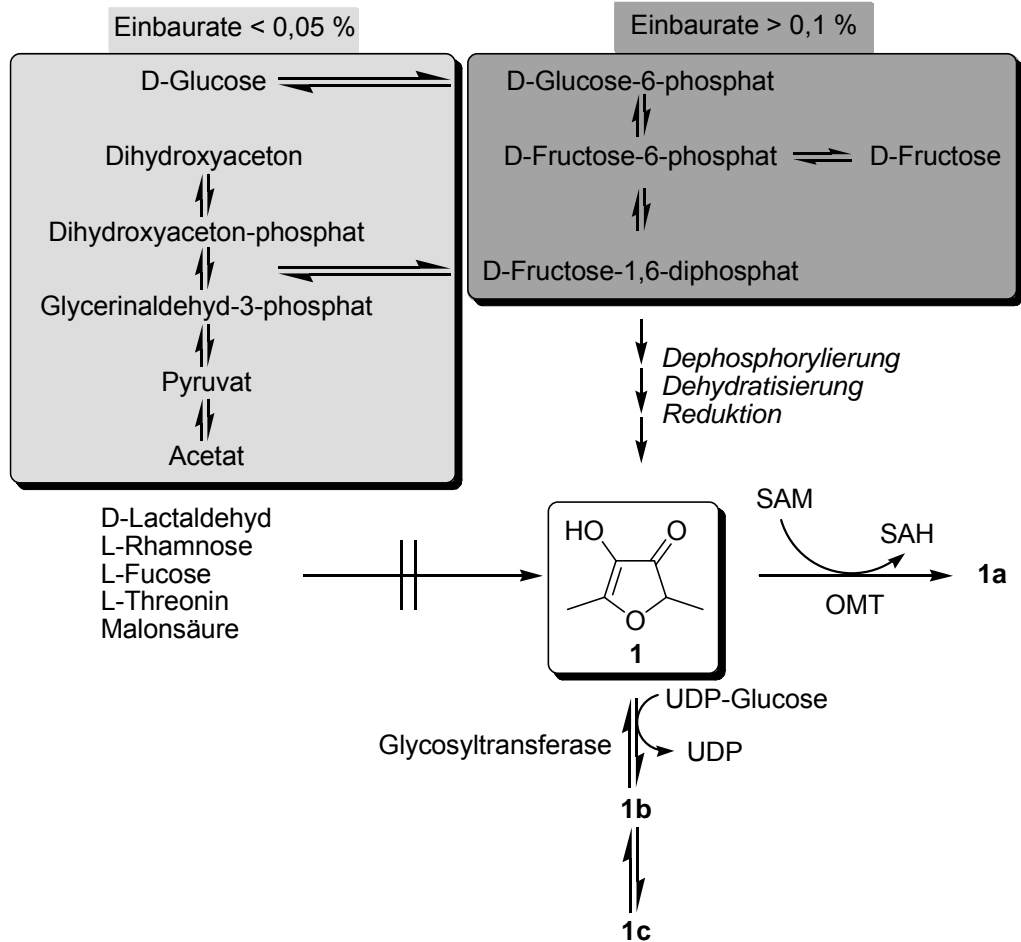 Einbaurate < 0,05 %
Einbaurate > 0,1 %
D-Glucose
Dihydroxyaceton
Dihydroxyaceton-phosphat
Glycerinaldehyd-3-phosphat
Pyruvat
Acetat
D-Glucose-6-phosphat
D-Fructose-6-phosphat
D-Fructose
D-Fructose-1,6-diphosphat
Dephosphorylierung
Dehydratisierung
Reduktion
D-Lactaldehyd
L-Rhamnose
L-Fucose
L-Threonin
Malonsäure
HO
O
O
1
SAM
SAH
OMT
1a
Glycosyltransferase
UDP-Glucose
UDP
1b
1c